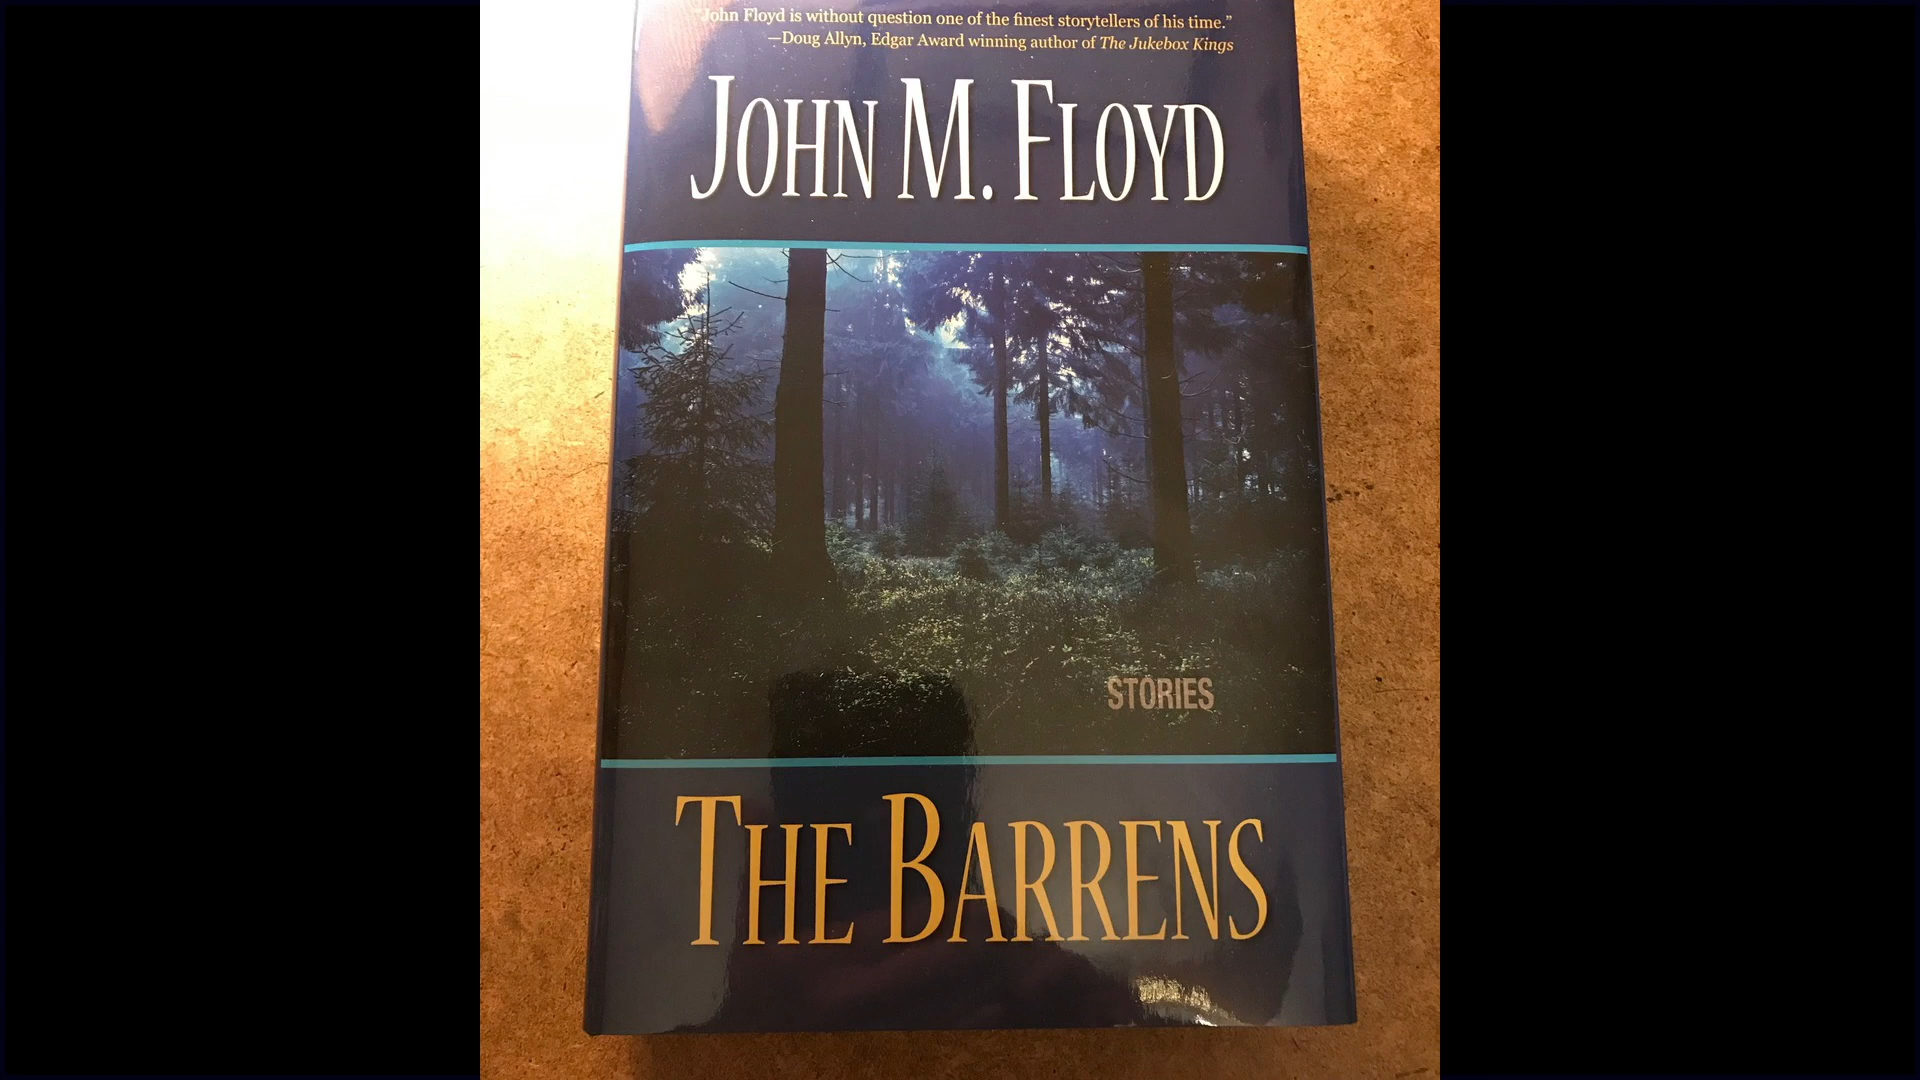 "John Floyd is without question one of the finest storytellers of his time."
—Doug Allyn, Edgar Award winning author of The Jukebox Kings
JOHN M. FLOYD
STORIES
THE BARRENS